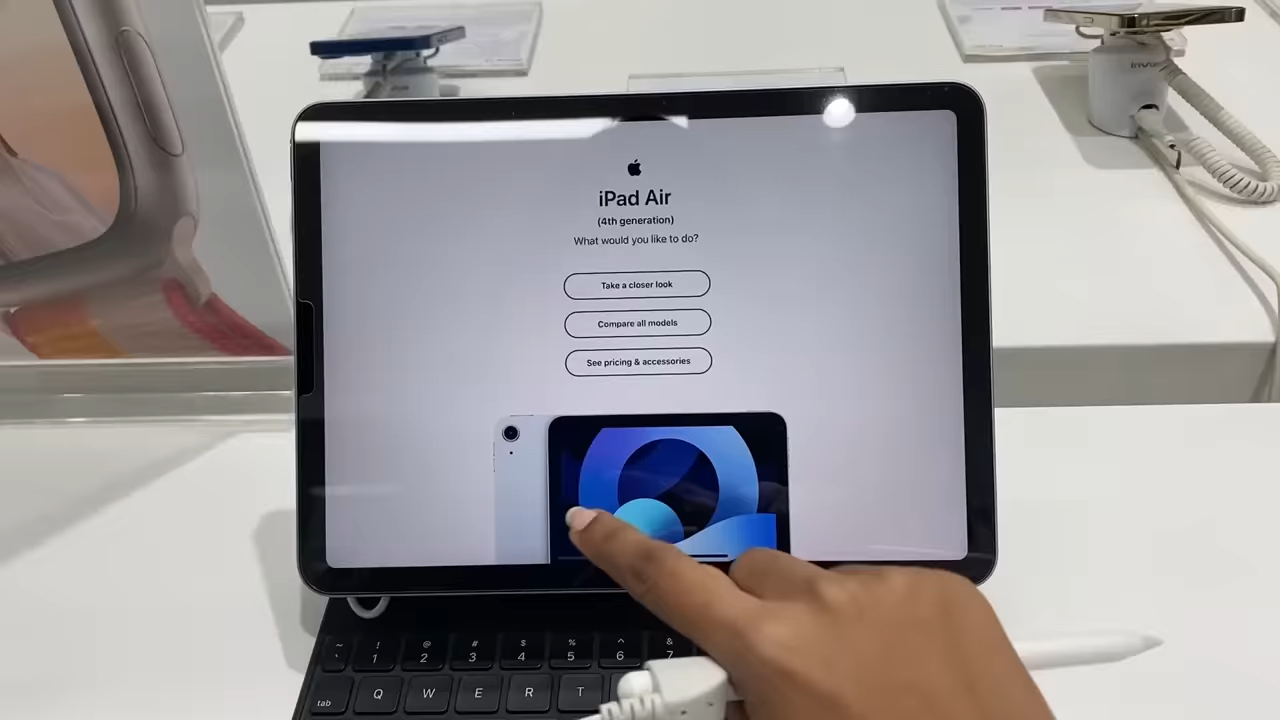 iPad Air
(4th generation)
What would you like to do?
Take a closer look
Compare all models
See pricing & accessories
~ ! @ # $ % ^ &
` 1 2 3 4 5 6 7
tab Q W E R T